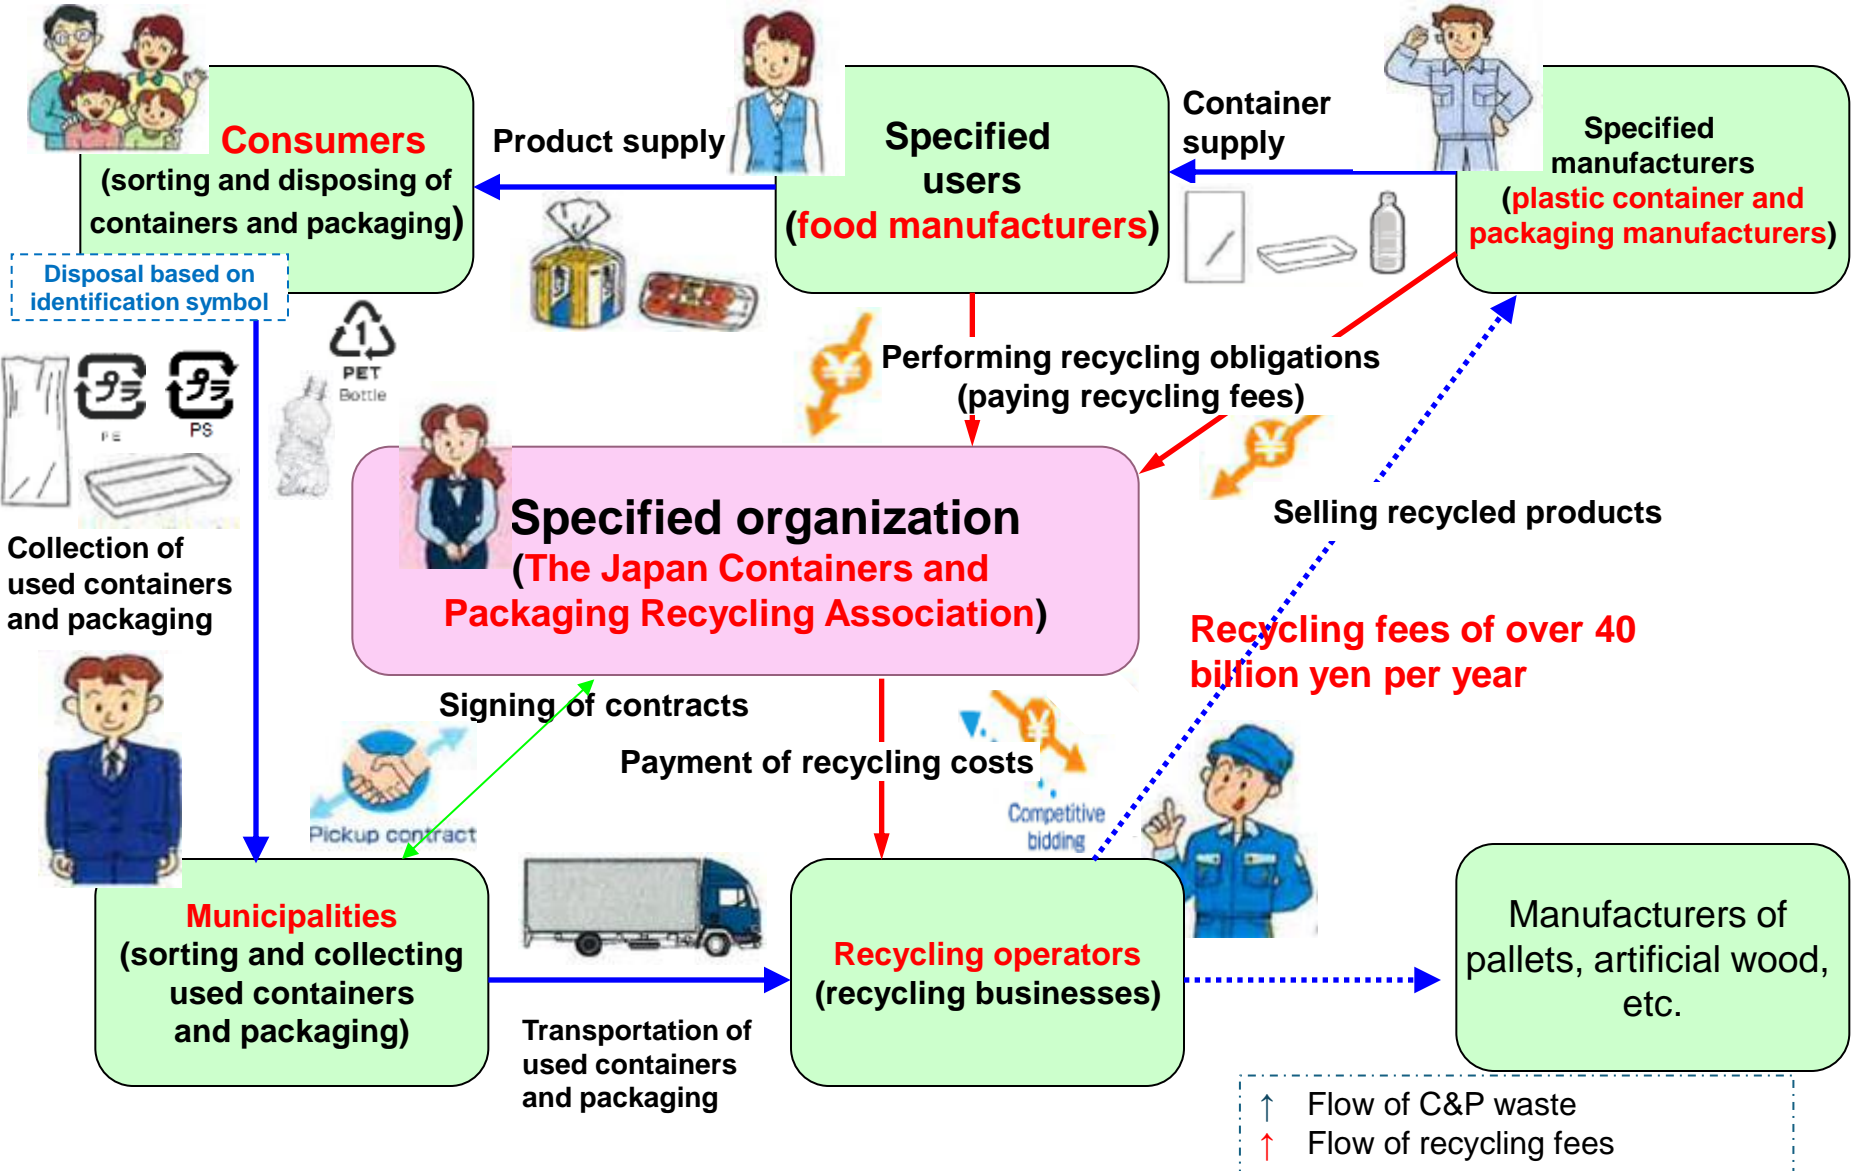 Consumers
(sorting and disposing of
containers and packaging)
Product supply
Specified
users
(food manufacturers)
Container
supply
Specified
manufacturers
(plastic container and
packaging manufacturers)
Disposal based on
identification symbol
1
PET
Bottle
プラ
PE
プラ
PS
¥
Performing recycling obligations
(paying recycling fees)
¥
Specified organization
(The Japan Containers and
Packaging Recycling Association)
Selling recycled products
Collection of
used containers
and packaging
Recycling fees of over 40
billion yen per year
Signing of contracts
¥
Payment of recycling costs
Pickup contract
Competitive
bidding
Municipalities
(sorting and collecting
used containers
and packaging)
Transportation of
used containers
and packaging
Recycling operators
(recycling businesses)
Manufacturers of
pallets, artificial wood,
etc.
↑ Flow of C&P waste
↑ Flow of recycling fees